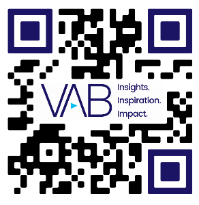 VAB
Insights.
Inspiration.
Impact.